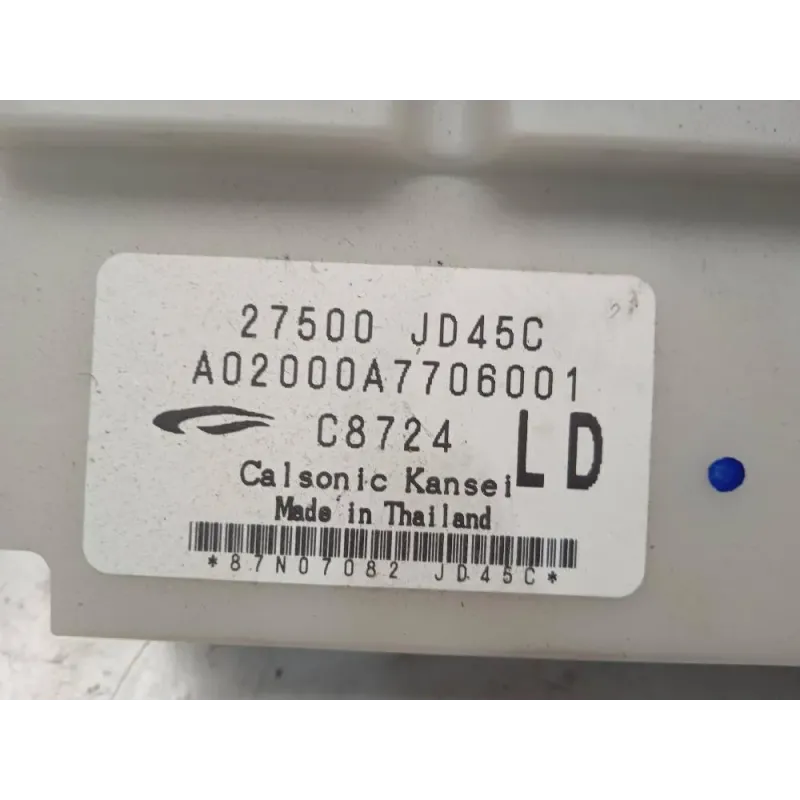 27500 JD45C
A02000A7706001
C8724 LD
Calsonic Kansei
Made in Thailand
*87N07082 JD45C*